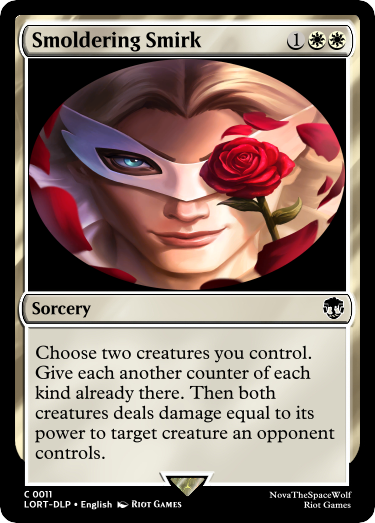 Smoldering Smirk 1
Sorcery
Choose two creatures you control.
Give each another counter of each
kind already there. Then both
creatures deals damage equal to its
power to target creature an opponent
controls.
C 0011
LORT-DLP • English RIOT GAMES
NovaTheSpaceWolf
Riot Games